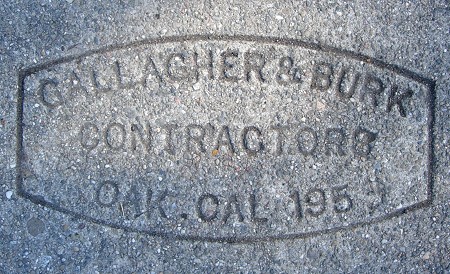 GALLAGHER & BURK
CONTRACTORS
OAK. CAL